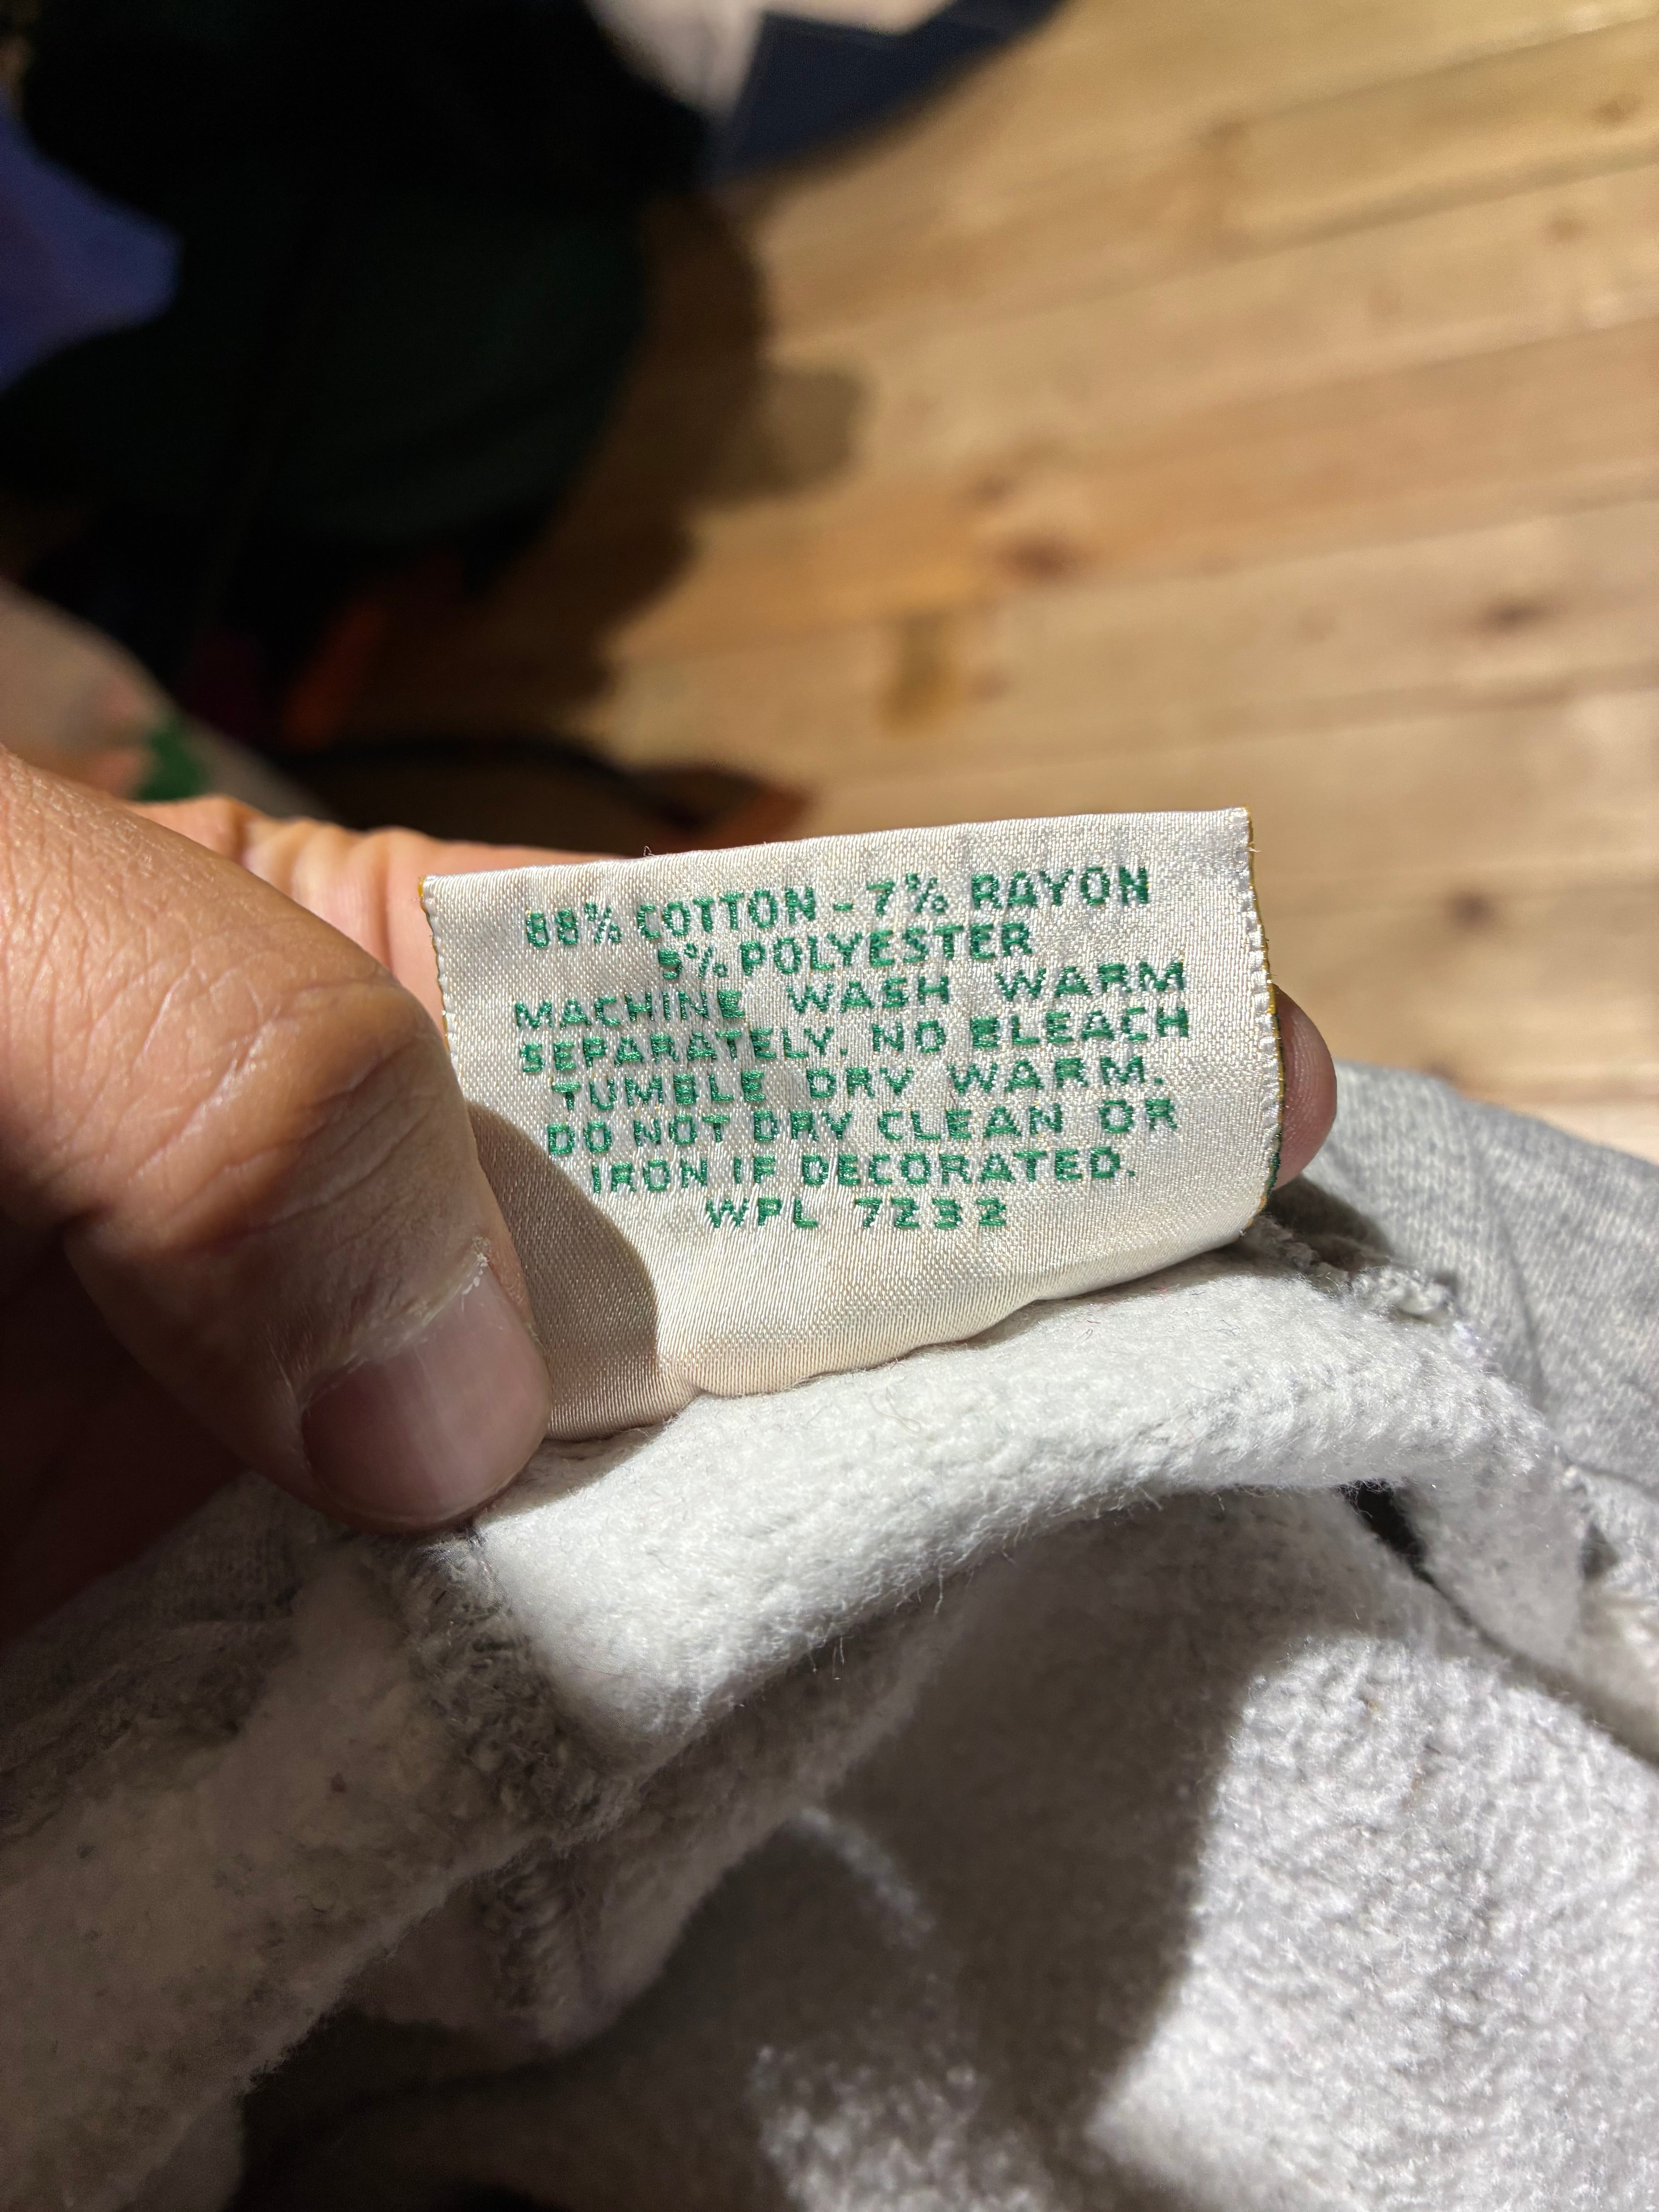 88% COTTON - 7% RAYON
5% POLYESTER
MACHINE WASH WARM
SEPARATELY. NO BLEACH
TUMBLE DRY WARM.
DO NOT DRY CLEAN OR
IRON IF DECORATED.
WPL 7232